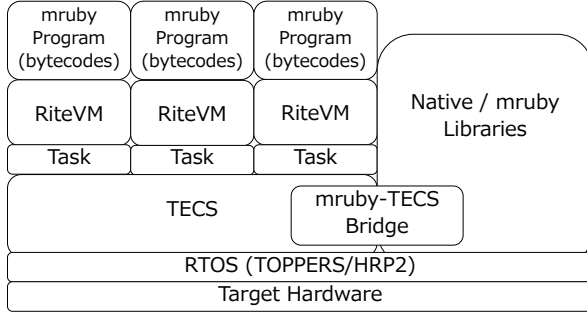 mruby
Program
(bytecodes)
mruby
Program
(bytecodes)
mruby
Program
(bytecodes)
RiteVM
RiteVM
RiteVM
Native / mruby
Libraries
Task
Task
Task
TECS
mruby-TECS
Bridge
RTOS (TOPPERS/HRP2)
Target Hardware